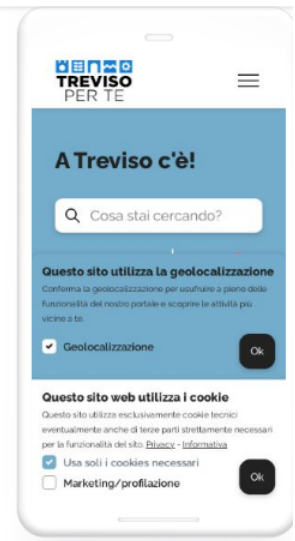 TREVISO
PER TE
A Treviso c'è!
Cosa stai cercando?
Questo sito utilizza la geolocalizzazione
Conferma la geolocalizzazione per usufruire a pieno delle
funzionalità del nostro portale e scoprire le attività più
vicine a te.
Geolocalizzazione
Ok
Questo sito web utilizza i cookie
Questo sito utilizza esclusivamente cookie tecnici
eventualmente anche di terze parti strettamente necessari
per la funzionalità del sito. Privacy - Informativa
Usa soli i cookies necessari
Marketing/profilazione
Ok